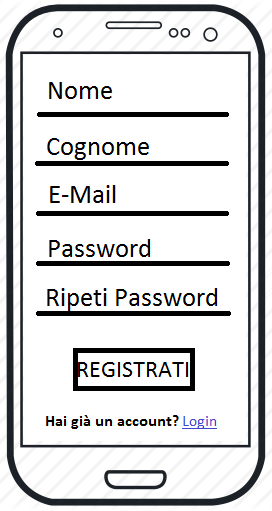 Nome
Cognome
E-Mail
Password
Ripeti Password
REGISTRATI
Hai già un account? Login